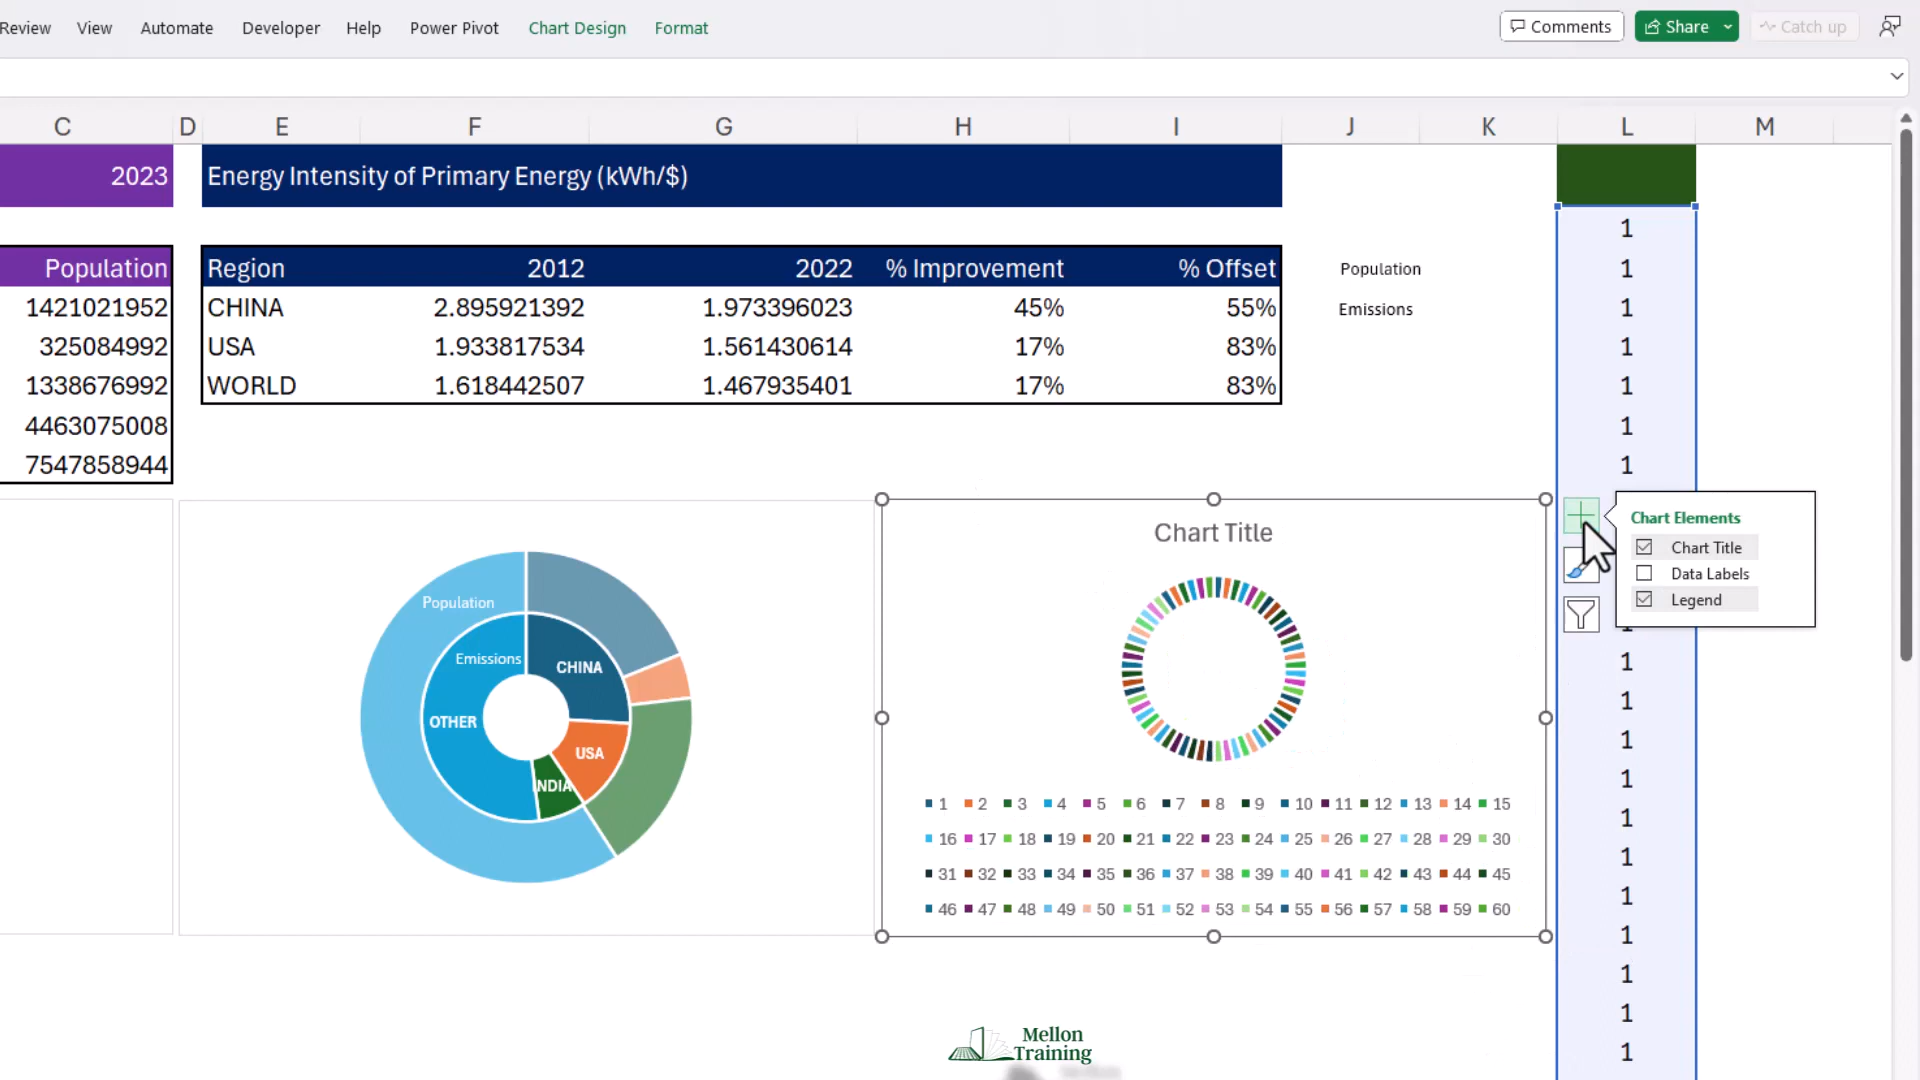 Review View Automate Developer Help Power Pivot Chart Design Format Comments Share Catch up
C D E F G H I J K L M
2023 Energy Intensity of Primary Energy (kWh/$)
1
Population Region 2012 2022 % Improvement % Offset Population 1
1421021952 CHINA 2.895921392 1.973396023 45% 55% Emissions 1
325084992 USA 1.933817534 1.561430614 17% 83% 1
1338676992 WORLD 1.618442507 1.467935401 17% 83% 1
4463075008 1
7547858944 1
Chart Elements
Chart Title
Data Labels
Legend
Population
Emissions
CHINA
OTHER
USA
INDIA
Chart Title
1 2 3 4 5 6 7 8 9 10 11 12 13 14 15
16 17 18 19 20 21 22 23 24 25 26 27 28 29 30
31 32 33 34 35 36 37 38 39 40 41 42 43 44 45
46 47 48 49 50 51 52 53 54 55 56 57 58 59 60
1
1
1
1
1
1
1
1
1
1
1
Mellon
Training